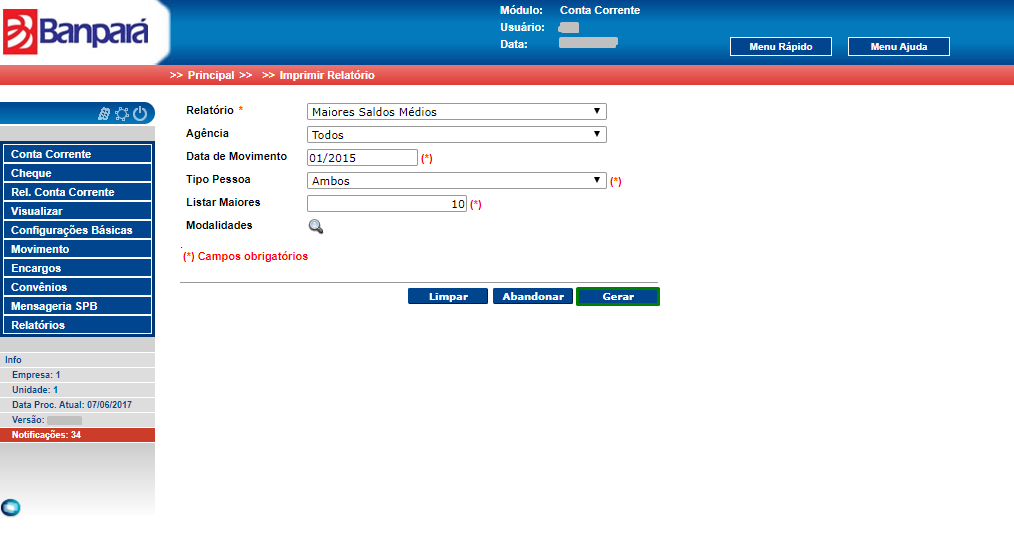 Banpará
Módulo: Conta Corrente
Usuário:
Data:
Menu Rápido
Menu Ajuda
>> Principal >> >> Imprimir Relatório
Conta Corrente
Cheque
Rel. Conta Corrente
Visualizar
Configurações Básicas
Movimento
Encargos
Convênios
Mensageria SPB
Relatórios
Info
Empresa: 1
Unidade: 1
Data Proc. Atual: 07/06/2017
Versão:
Notificações: 34
Relatório * Maiores Saldos Médios
Agência Todos
Data de Movimento 01/2015 (*)
Tipo Pessoa Ambos (*)
Listar Maiores 10 (*)
Modalidades
(*) Campos obrigatórios
Limpar Abandonar Gerar